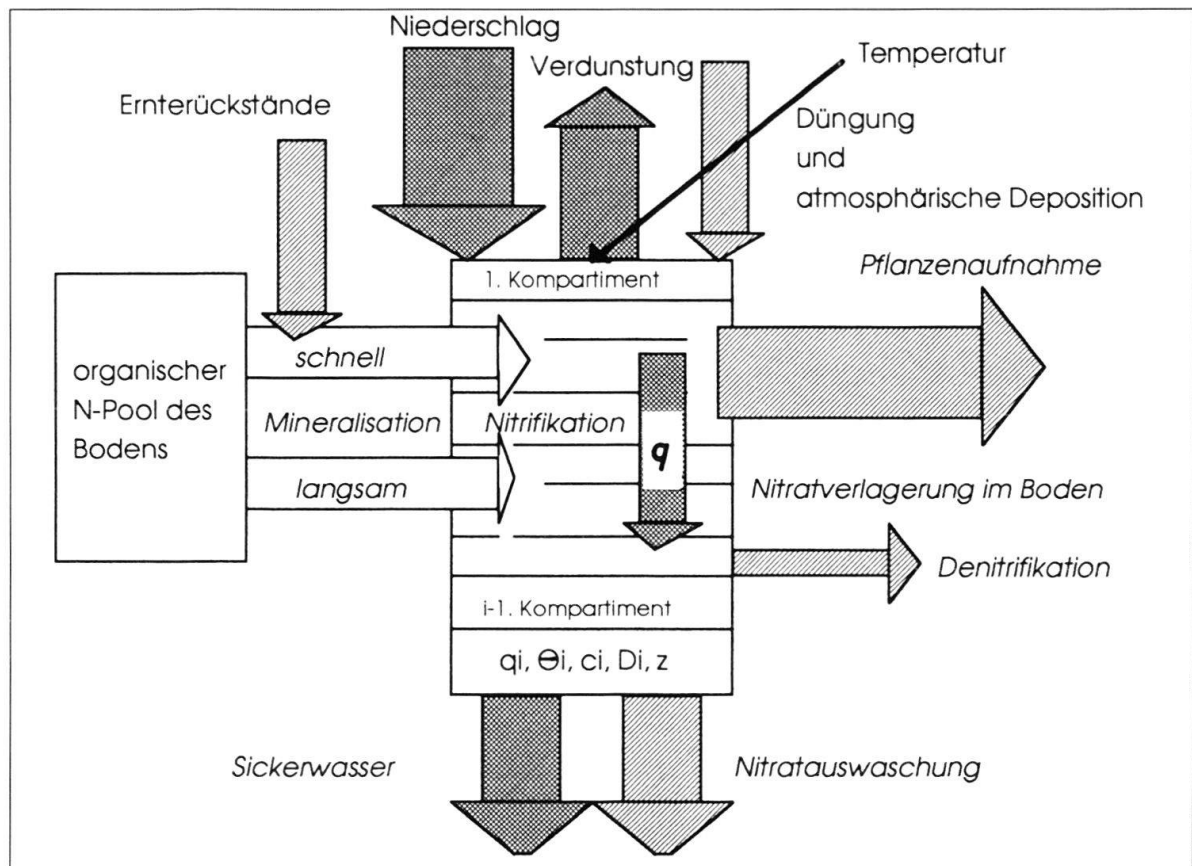 Niederschlag
Verdunstung
Temperatur
Ernterückstände
Düngung
und
atmosphärische Deposition
Pflanzenaufnahme
1. Kompartiment
organischer
N-Pool des
Bodens
schnell
Mineralisation
Nitrifikation
q
langsam
Nitratverlagerung im Boden
Denitrifikation
i-1. Kompartiment
qi, Θi, ci, Di, z
Sickerwasser
Nitratauswaschung